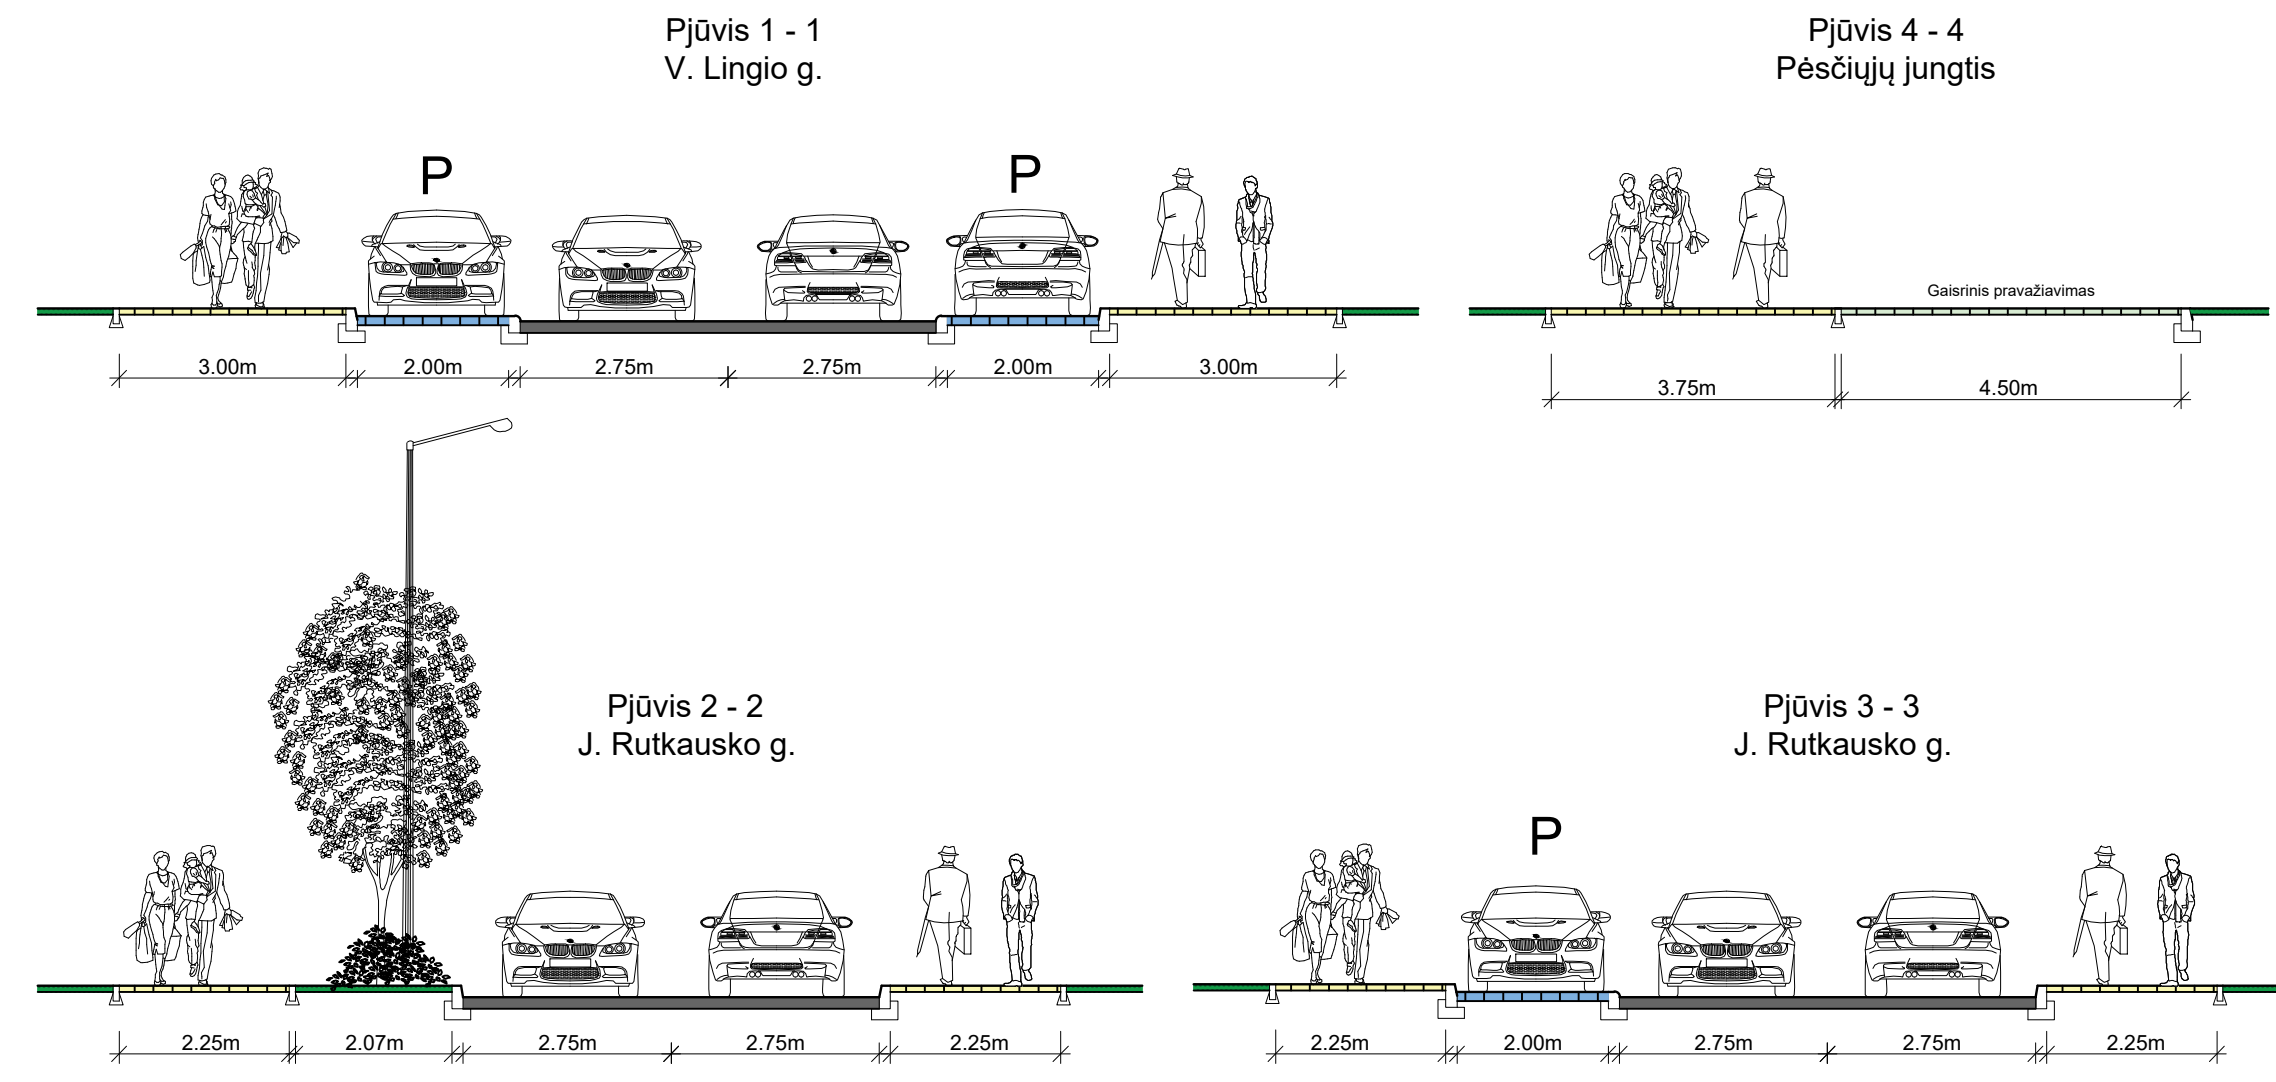 Pjūvis 1 - 1
V. Lingio g.
P
P
3.00m
2.00m
2.75m
2.75m
2.00m
3.00m
Pjūvis 4 - 4
Pėsčiųjų jungtis
Gaisrinis pravažiavimas
3.75m
4.50m
Pjūvis 2 - 2
J. Rutkausko g.
2.25m
2.07m
2.75m
2.75m
2.25m
Pjūvis 3 - 3
J. Rutkausko g.
P
2.25m
2.00m
2.75m
2.75m
2.25m